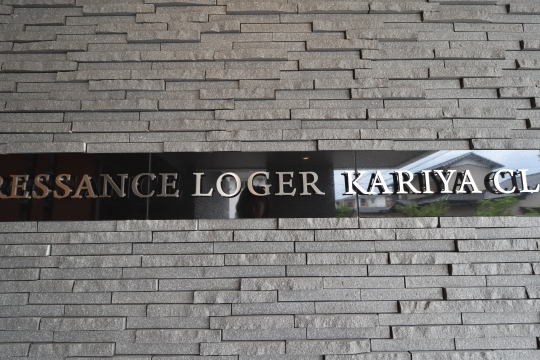 RESSANCE LOGER KARIYA CL